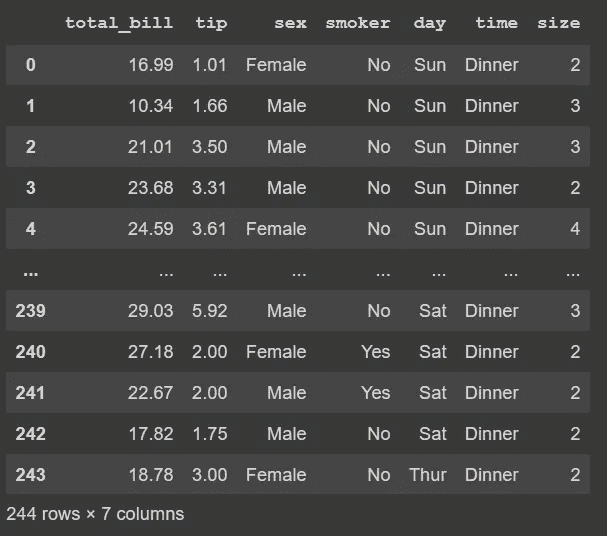 total_bill tip sex smoker day time size
0 16.99 1.01 Female No Sun Dinner 2
1 10.34 1.66 Male No Sun Dinner 3
2 21.01 3.50 Male No Sun Dinner 3
3 23.68 3.31 Male No Sun Dinner 2
4 24.59 3.61 Female No Sun Dinner 4
... ... ... ... ... ... ... ...
239 29.03 5.92 Male No Sat Dinner 3
240 27.18 2.00 Female Yes Sat Dinner 2
241 22.67 2.00 Male Yes Sat Dinner 2
242 17.82 1.75 Male No Sat Dinner 2
243 18.78 3.00 Female No Thur Dinner 2
244 rows × 7 columns